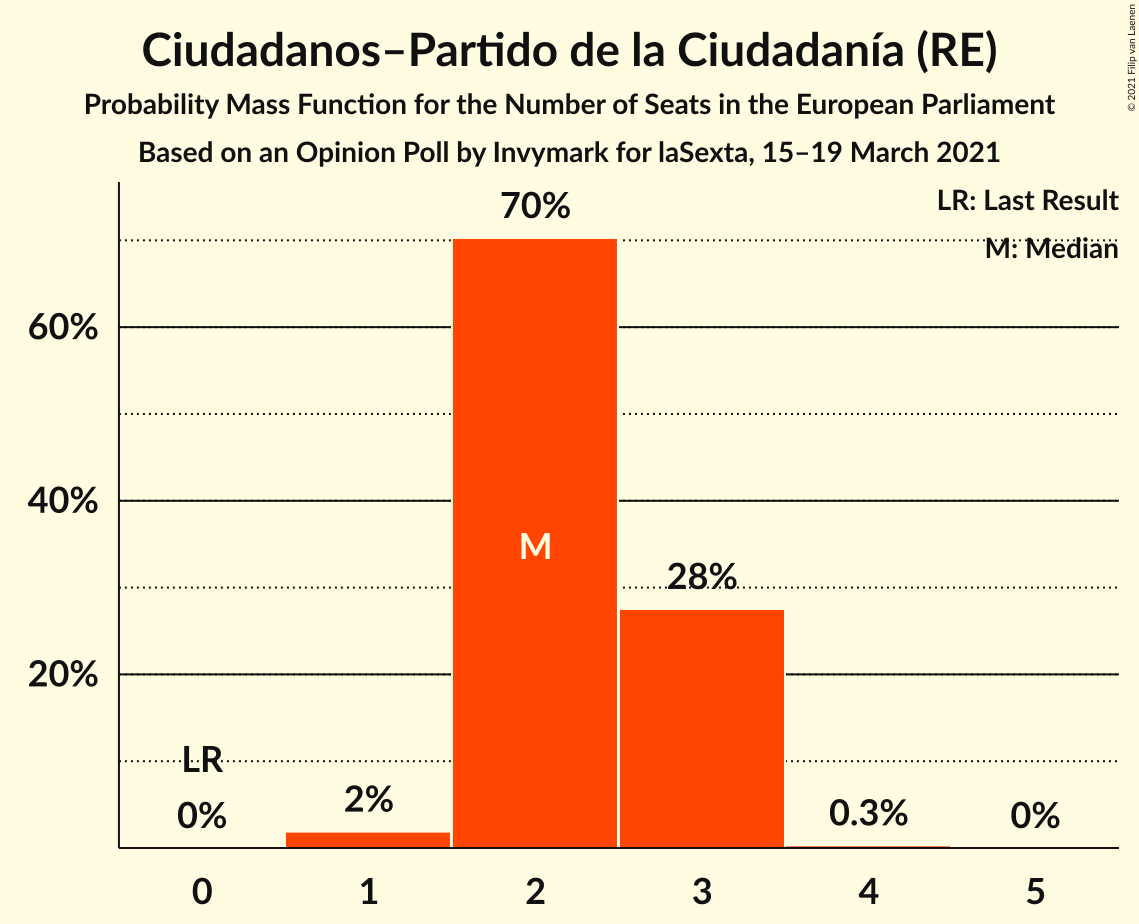 Ciudadanos–Partido de la Ciudadanía (RE)
Probability Mass Function for the Number of Seats in the European Parliament
Based on an Opinion Poll by Invymark for laSexta, 15–19 March 2021
© 2021 Filip van Laenen
LR: Last Result
M: Median
70%
60%
40%
M
28%
20%
LR
0%
2%
0.3%
0%
0 1 2 3 4 5